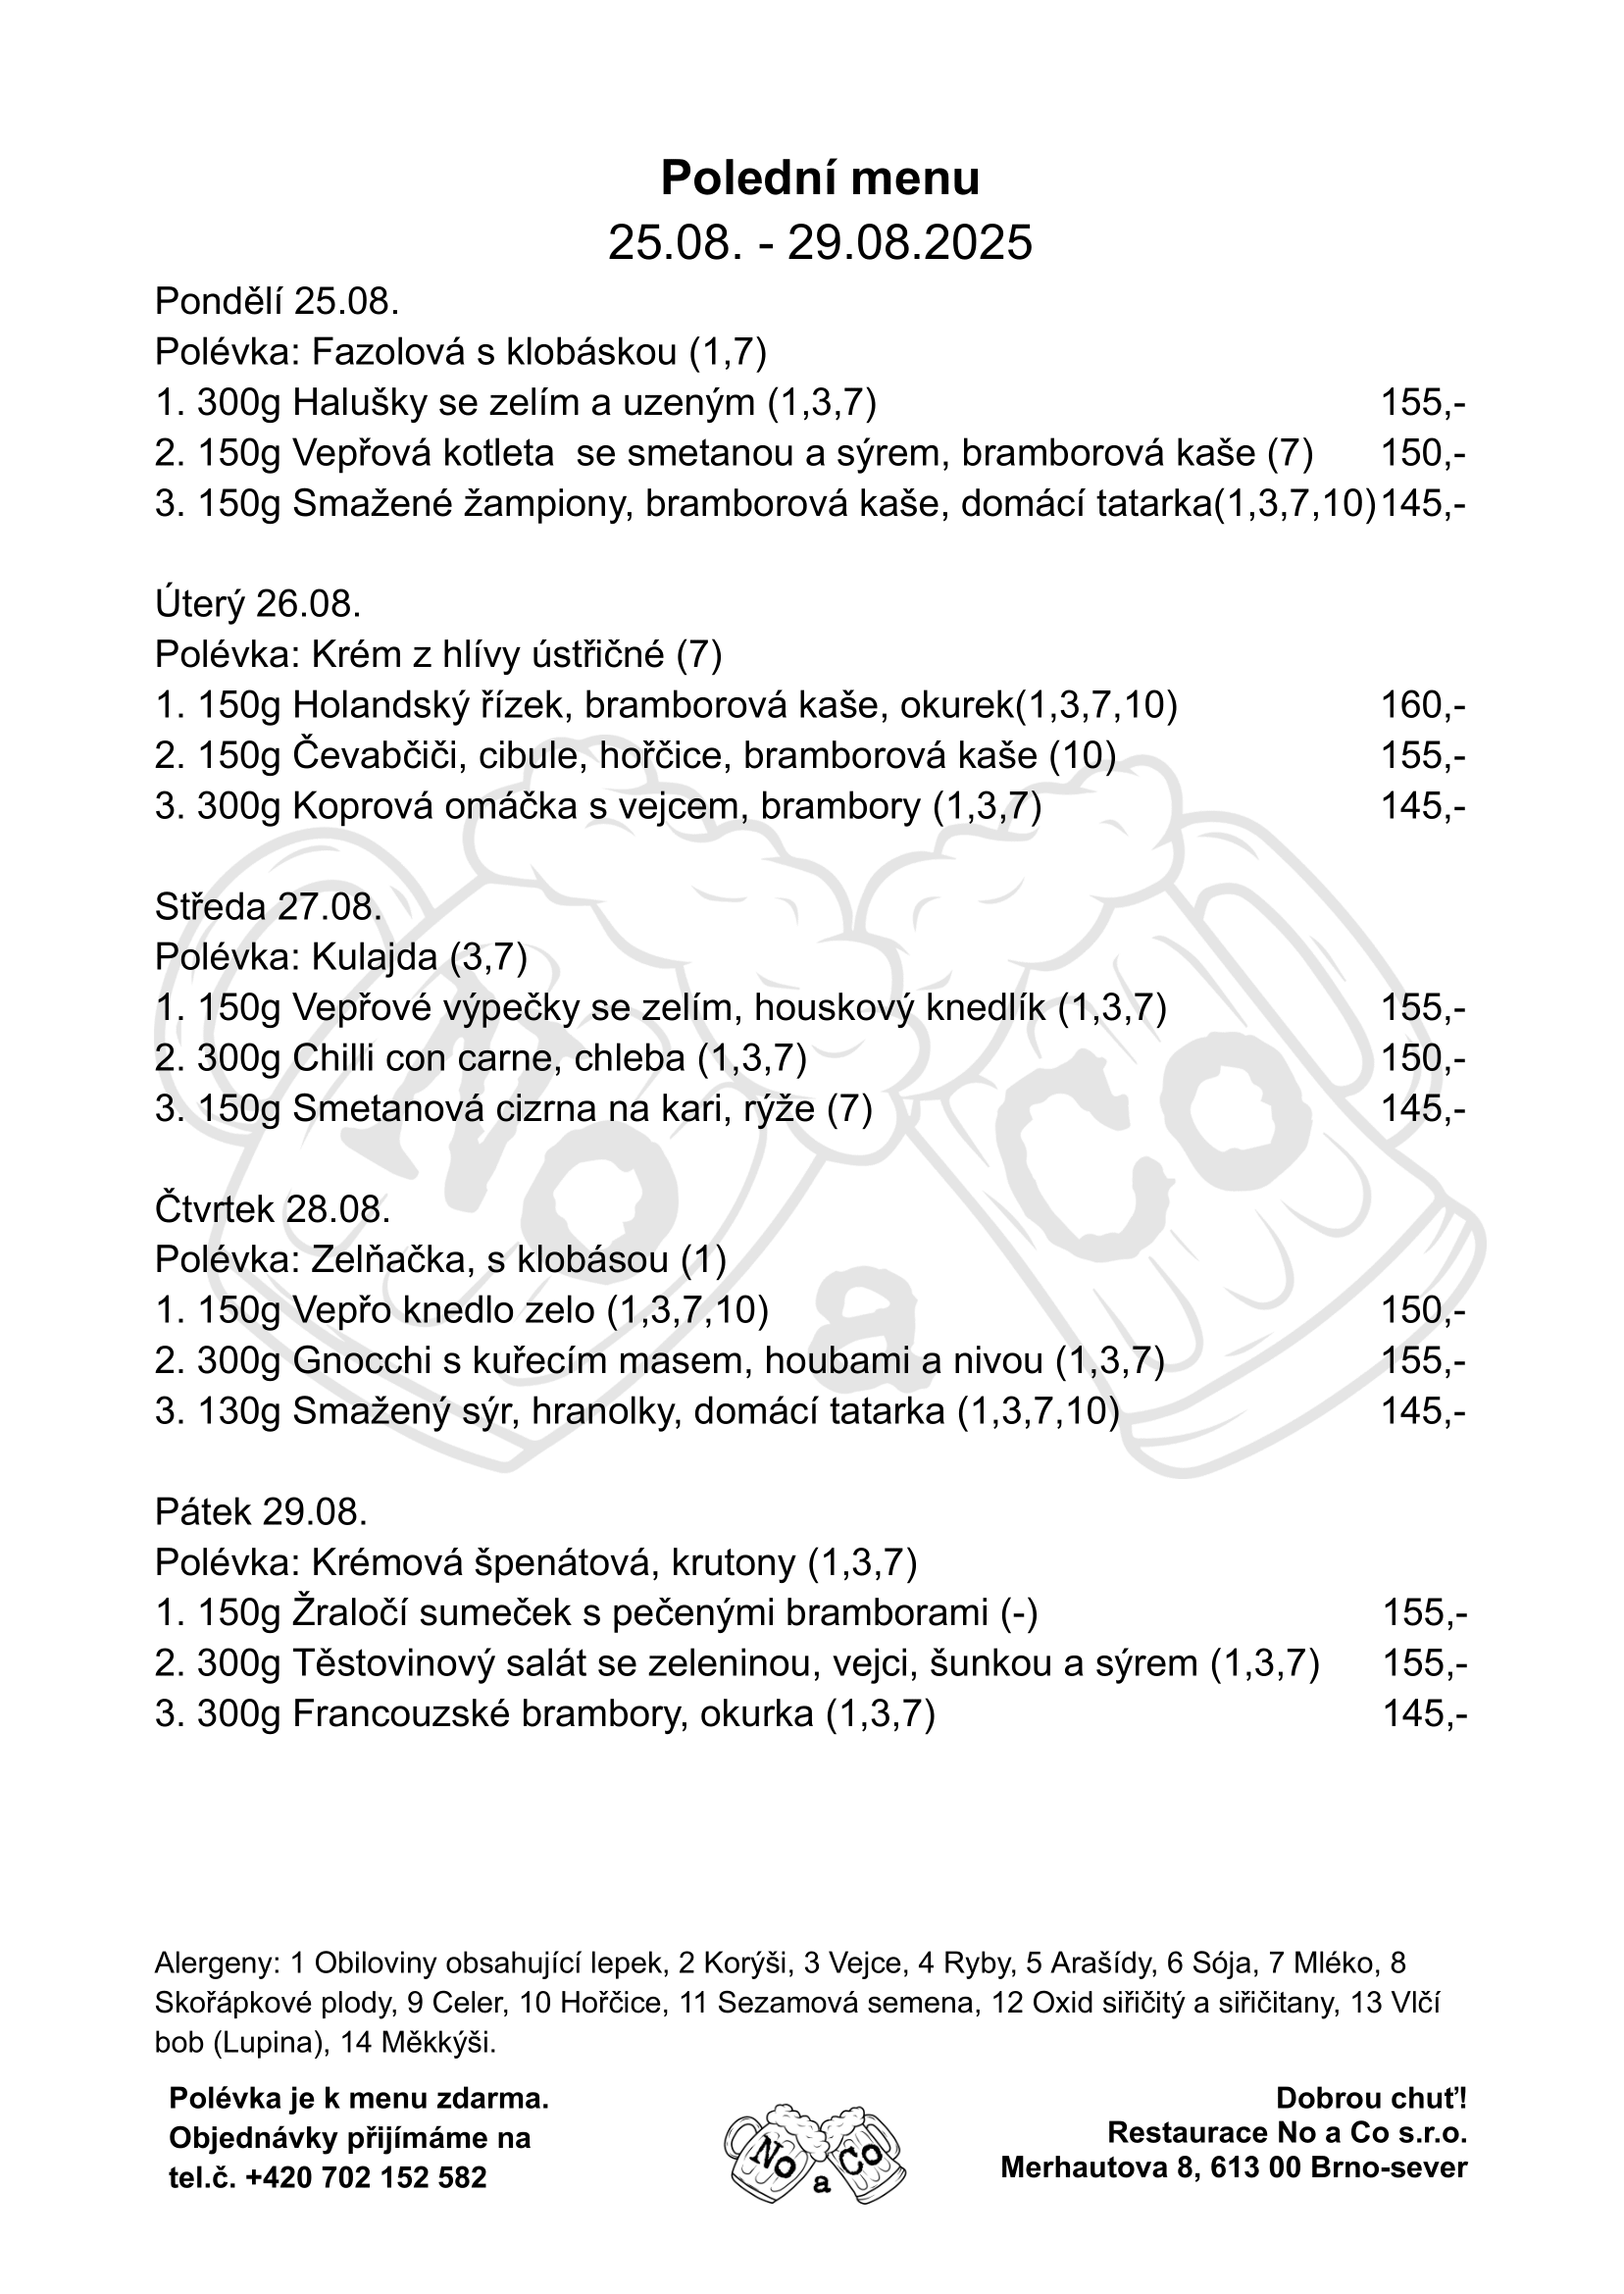 Polední menu
25.08. - 29.08.2025
Pondělí 25.08.
Polévka: Fazolová s klobáskou (1,7)
1. 300g Halušky se zelím a uzeným (1,3,7) 155,-
2. 150g Vepřová kotleta  se smetanou a sýrem, bramborová kaše (7) 150,-
3. 150g Smažené žampiony, bramborová kaše, domácí tatarka(1,3,7,10) 145,-
Úterý 26.08.
Polévka: Krém z hlívy ústřičné (7)
1. 150g Holandský řízek, bramborová kaše, okurek(1,3,7,10) 160,-
2. 150g Čevabčiči, cibule, hořčice, bramborová kaše (10) 155,-
3. 300g Koprová omáčka s vejcem, brambory (1,3,7) 145,-
Středa 27.08.
Polévka: Kulajda (3,7)
1. 150g Vepřové výpečky se zelím, houskový knedlík (1,3,7) 155,-
2. 300g Chilli con carne, chleba (1,3,7) 150,-
3. 150g Smetanová cizrna na kari, rýže (7) 145,-
Čtvrtek 28.08.
Polévka: Zelňačka, s klobásou (1)
1. 150g Vepřo knedlo zelo (1,3,7,10) 150,-
2. 300g Gnocchi s kuřecím masem, houbami a nivou (1,3,7) 155,-
3. 130g Smažený sýr, hranolky, domácí tatarka (1,3,7,10) 145,-
Pátek 29.08.
Polévka: Krémová špenátová, krutony (1,3,7)
1. 150g Žraločí sumeček s pečenými bramborami (-) 155,-
2. 300g Těstovinový salát se zeleninou, vejci, šunkou a sýrem (1,3,7) 155,-
3. 300g Francouzské brambory, okurka (1,3,7) 145,-
No a Co
Alergeny: 1 Obiloviny obsahující lepek, 2 Korýši, 3 Vejce, 4 Ryby, 5 Arašídy, 6 Sója, 7 Mléko, 8
Skořápkové plody, 9 Celer, 10 Hořčice, 11 Sezamová semena, 12 Oxid siřičitý a siřičitany, 13 Vlčí
bob (Lupina), 14 Měkkýši.
Polévka je k menu zdarma.
Objednávky přijímáme na
tel.č. +420 702 152 582
No a Co
Dobrou chuť!
Restaurace No a Co s.r.o.
Merhautova 8, 613 00 Brno-sever